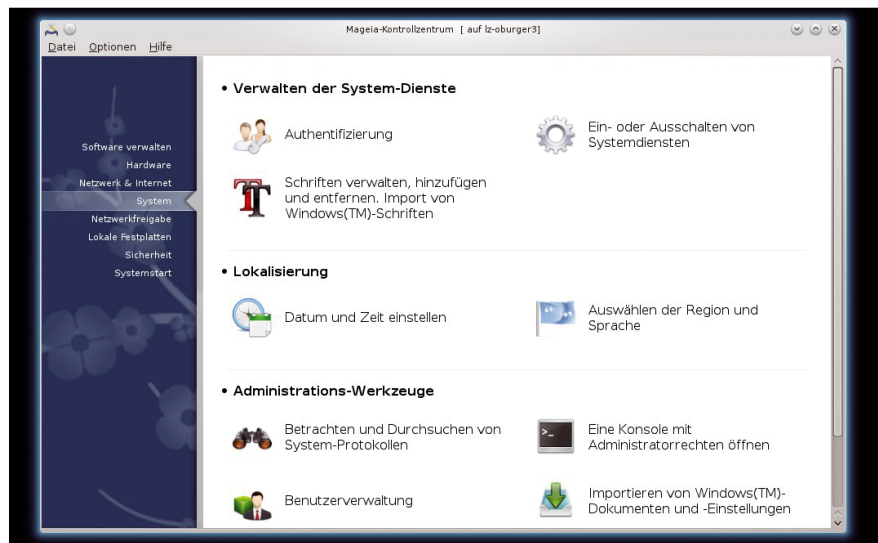 Mageia-Kontrollzentrum [ auf lz-oburger3]
Datei Optionen Hilfe
Software verwalten
Hardware
Netzwerk & Internet
System
Netzwerkfreigabe
Lokale Festplatten
Sicherheit
Systemstart
• Verwalten der System-Dienste
Authentifizierung
Ein- oder Ausschalten von
Systemdiensten
Schriften verwalten, hinzufügen
und entfernen. Import von
Windows(TM)-Schriften
• Lokalisierung
Datum und Zeit einstellen
Auswählen der Region und
Sprache
• Administrations-Werkzeuge
Betrachten und Durchsuchen von
System-Protokollen
Eine Konsole mit
Administratorrechten öffnen
Benutzerverwaltung
Importieren von Windows(TM)-
Dokumenten und -Einstellungen